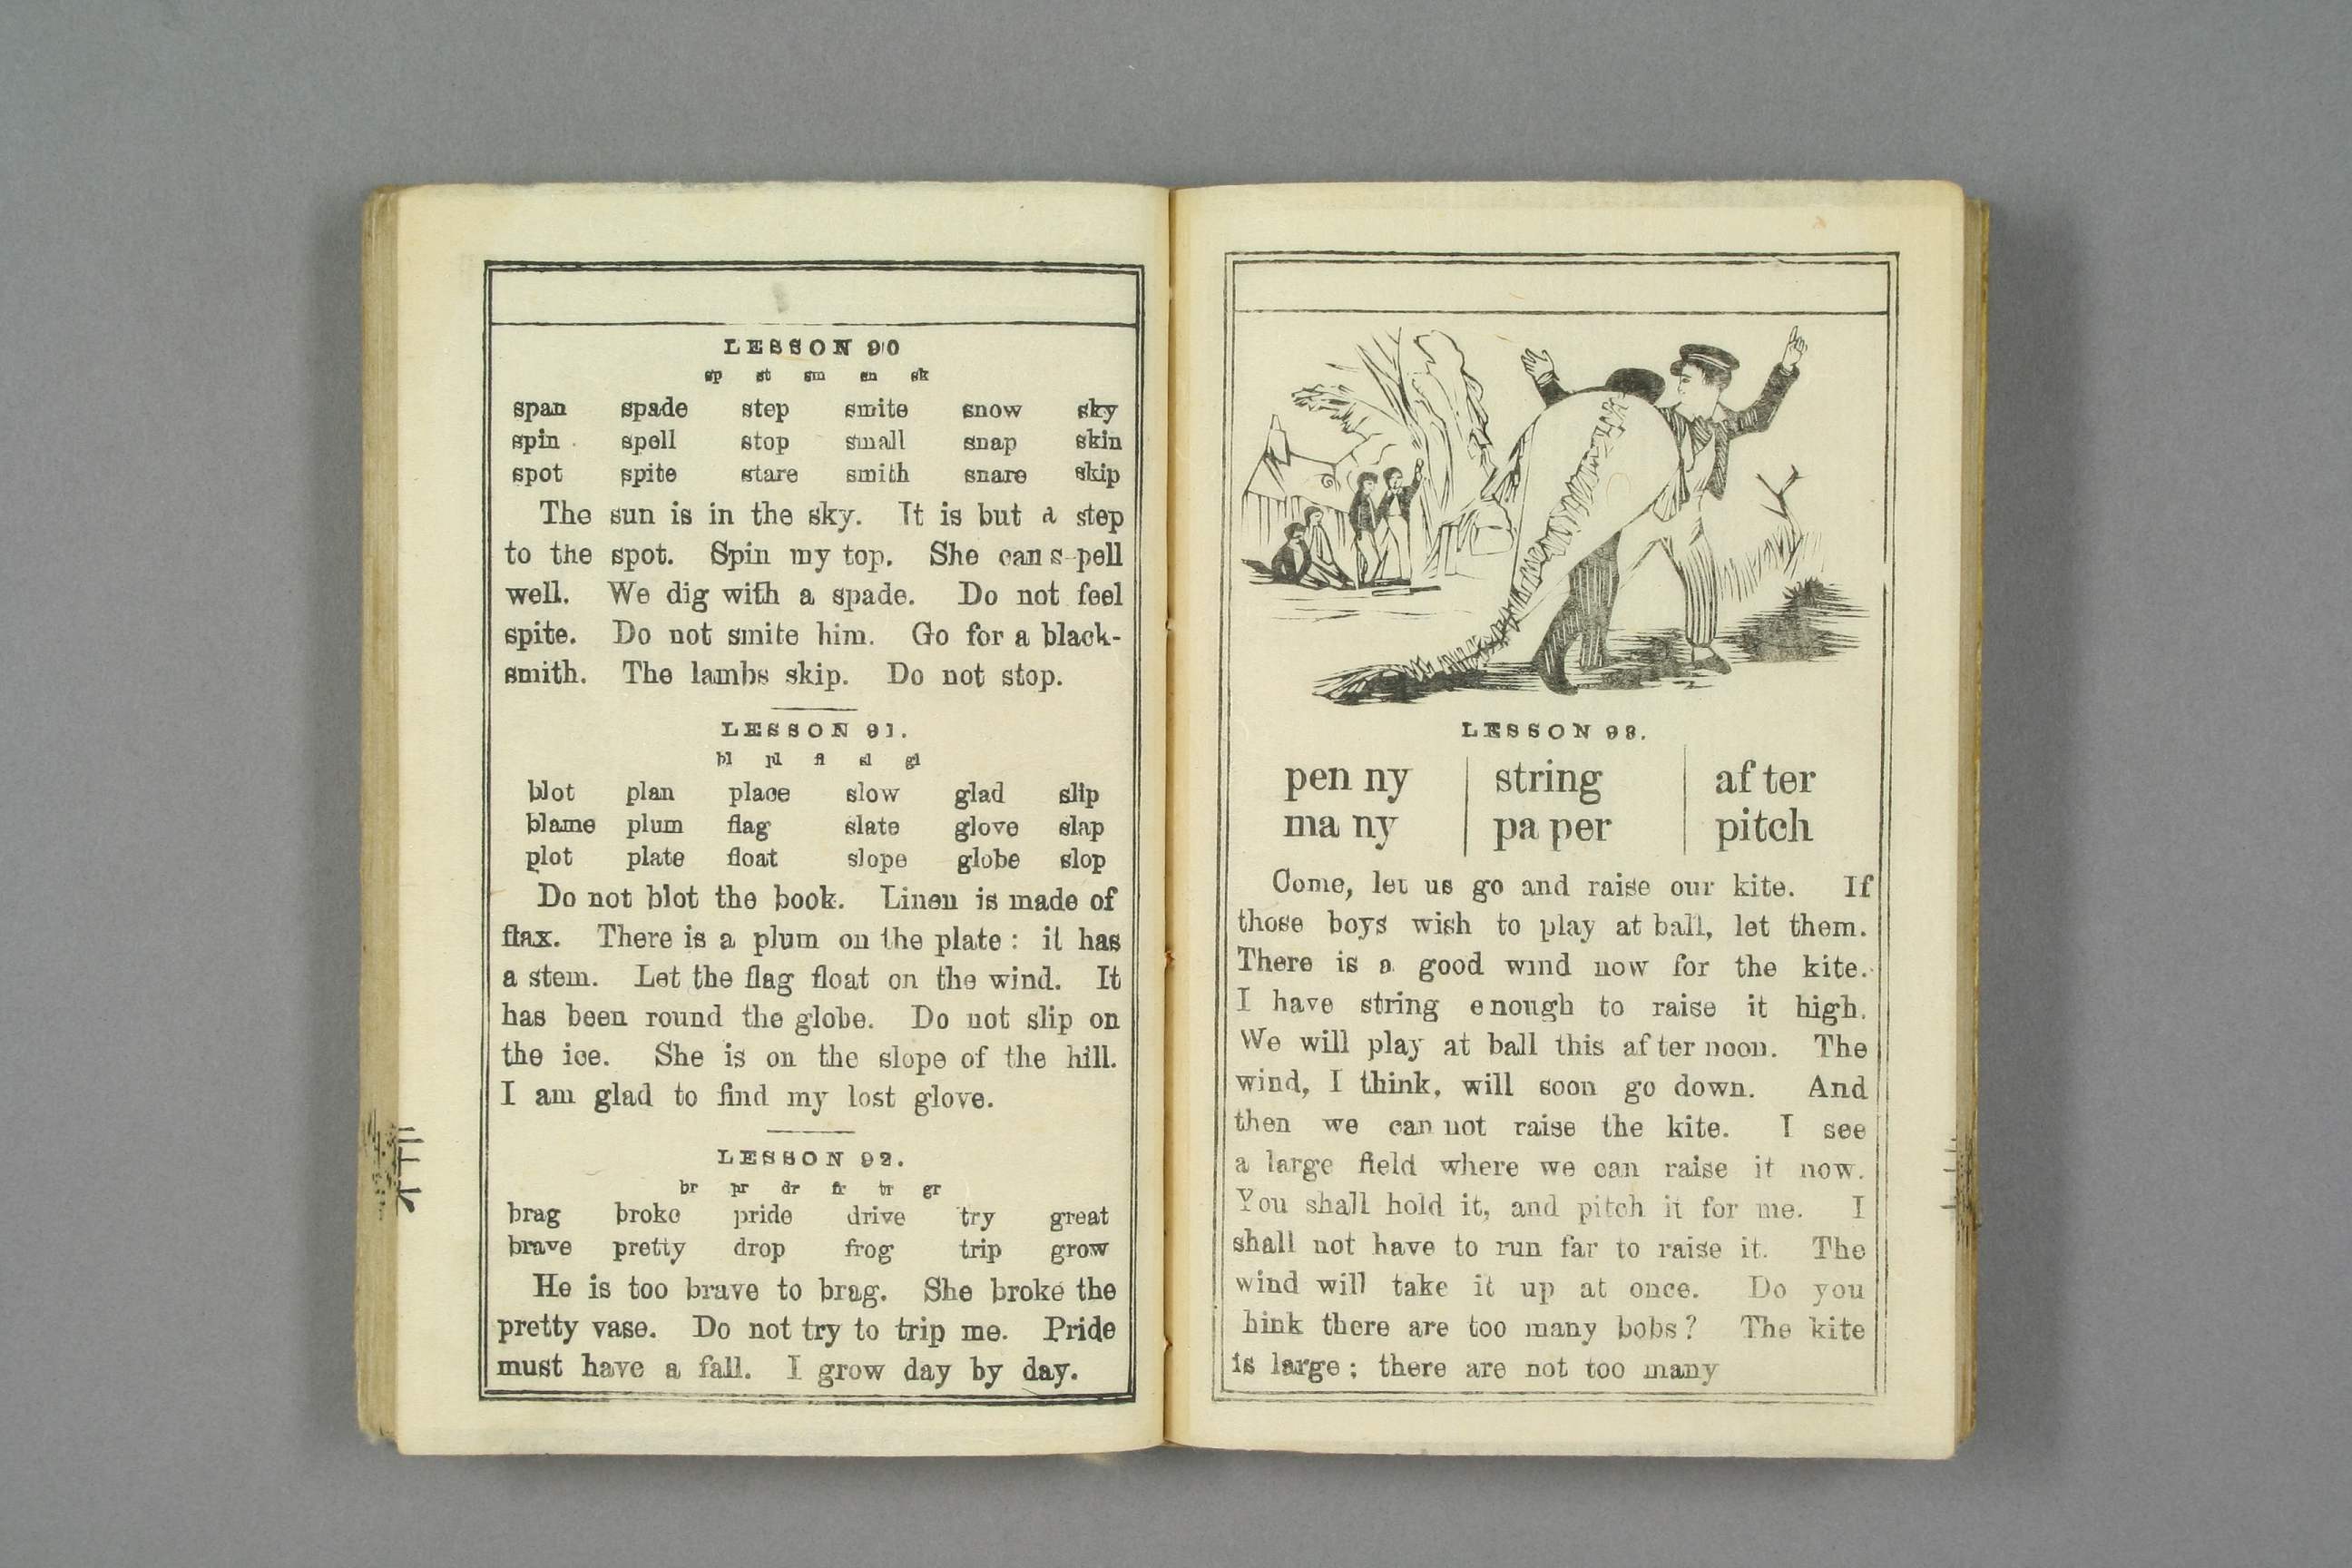 LESSON 90
sp st sm sn sk
span spade step smite snow sky
spin spell stop small snap skin
spot spite stare smith snare skip
The sun is in the sky. It is but a step
to the spot. Spin my top. She can s-pell
well. We dig with a spade. Do not feel
spite. Do not smite him. Go for a black-
smith. The lambs skip. Do not stop.
LESSON 91.
bl pl fl sl gl
blot plan place slow glad slip
blame plum flag slate glove slap
plot plate float slope globe slop
Do not blot the book. Linen is made of
flax. There is a plum on the plate: it has
a stem. Let the flag float on the wind. It
has been round the globe. Do not slip on
the ice. She is on the slope of the hill.
I am glad to find my lost glove.
LESSON 92.
br pr dr fr tr gr
brag broke pride drive try great
brave pretty drop frog trip grow
He is too brave to brag. She broke the
pretty vase. Do not try to trip me. Pride
must have a fall. I grow day by day.
LESSON 93.
pen ny string af ter
ma ny pa per pitch
Come, let us go and raise our kite. If
those boys wish to play at ball, let them.
There is a good wind now for the kite.
I have string e nough to raise it high.
We will play at ball this af ter noon. The
wind, I think, will soon go down. And
then we can not raise the kite. I see
a large field where we can raise it now.
You shall hold it, and pitch it for me. I
shall not have to run far to raise it. The
wind will take it up at once. Do you
hink there are too many bobs? The kite
is large; there are not too many